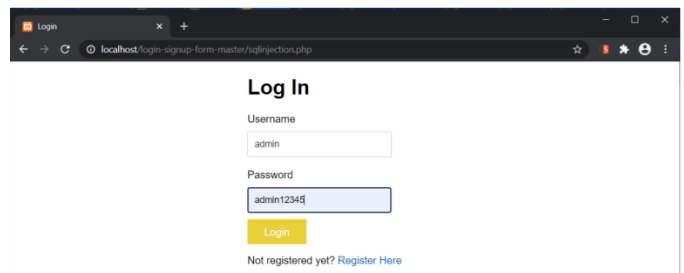 Login
localhost/login-signup-form-master/sqlinjection.php
Log In
Username
admin
Password
admin12345
Login
Not registered yet? Register Here